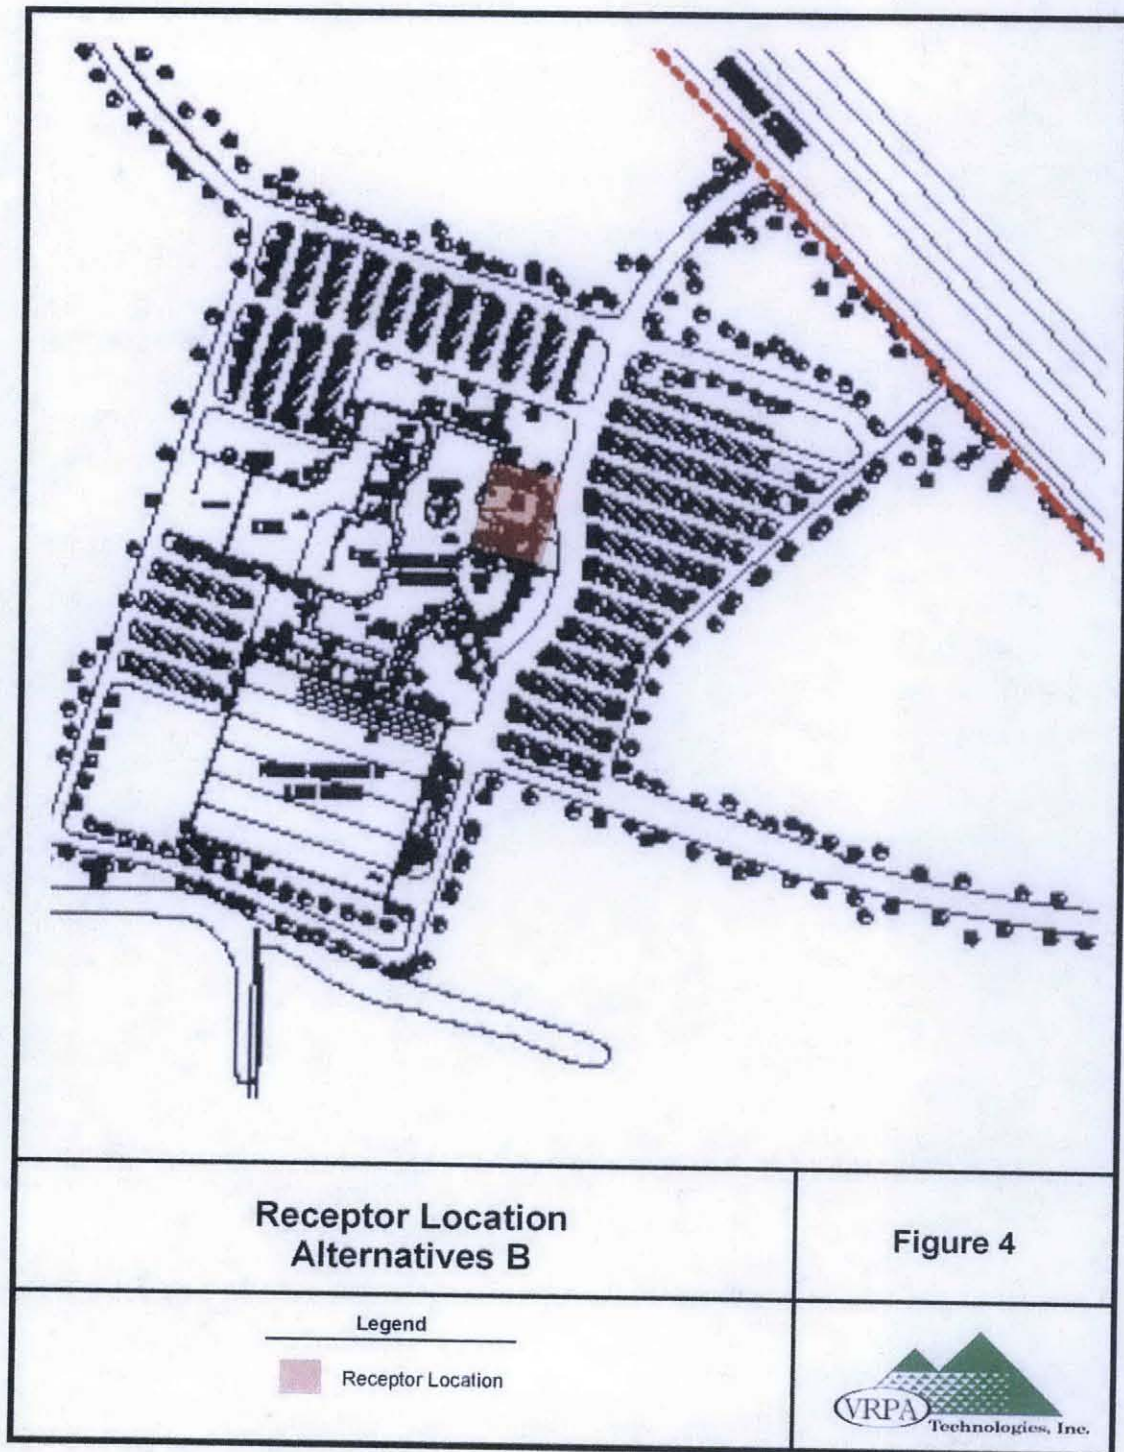 Receptor Location
Alternatives B
Figure 4
Legend
Receptor Location
VRPA
Technologies, Inc.